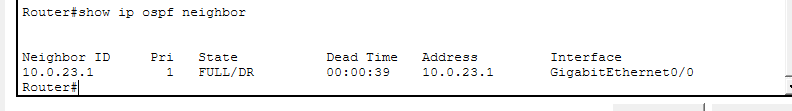 Router#show ip ospf neighbor
Neighbor ID Pri State Dead Time Address Interface
10.0.23.1 1 FULL/DR 00:00:39 10.0.23.1 GigabitEthernet0/0
Router#